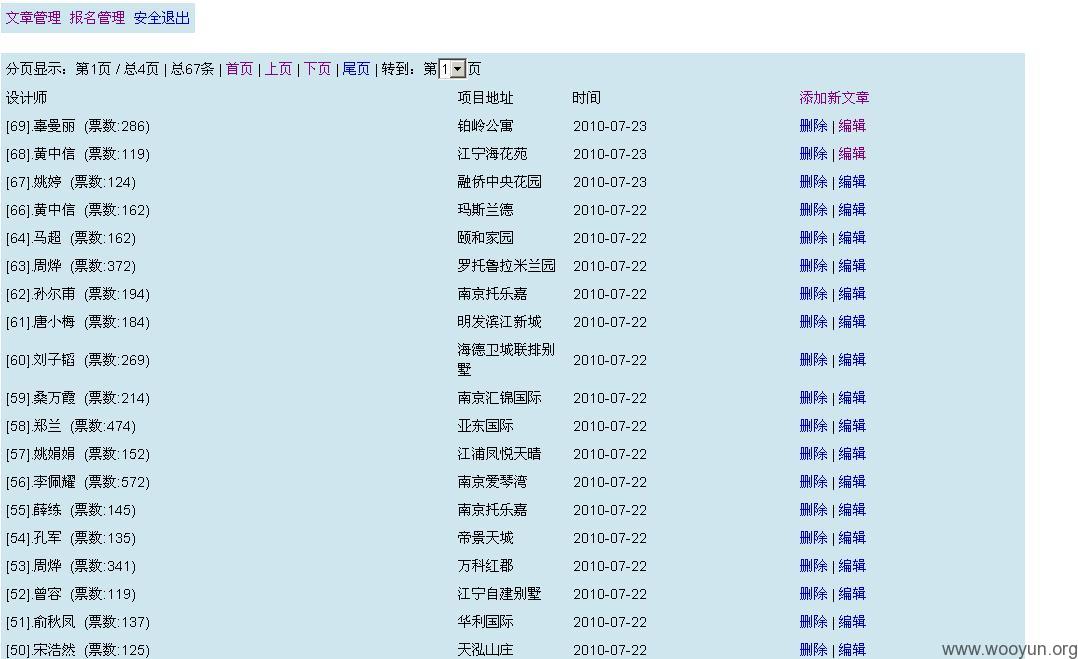 文章管理 报名管理 安全退出
分页显示：第1页 / 总4页 | 总67条 | 首页 | 上页 | 下页 | 尾页 | 转到：第1页
设计师 项目地址 时间 添加新文章
[69].辜曼丽 (票数:286) 铂岭公寓 2010-07-23 删除 | 编辑
[68].黄中信 (票数:119) 江宁海花苑 2010-07-23 删除 | 编辑
[67].姚婷 (票数:124) 融侨中央花园 2010-07-23 删除 | 编辑
[66].黄中信 (票数:162) 玛斯兰德 2010-07-22 删除 | 编辑
[64].马超 (票数:162) 颐和家园 2010-07-22 删除 | 编辑
[63].周烨 (票数:372) 罗托鲁拉米兰园 2010-07-22 删除 | 编辑
[62].孙尔甫 (票数:194) 南京托乐嘉 2010-07-22 删除 | 编辑
[61].唐小梅 (票数:184) 明发滨江新城 2010-07-22 删除 | 编辑
[60].刘子韬 (票数:269) 海德卫城联排别墅 2010-07-22 删除 | 编辑
[59].桑万霞 (票数:214) 南京汇锦国际 2010-07-22 删除 | 编辑
[58].郑兰 (票数:474) 亚东国际 2010-07-22 删除 | 编辑
[57].姚娟娟 (票数:152) 江浦凤悦天晴 2010-07-22 删除 | 编辑
[56].李佩耀 (票数:572) 南京爱琴湾 2010-07-22 删除 | 编辑
[55].薛练 (票数:145) 南京托乐嘉 2010-07-22 删除 | 编辑
[54].孔军 (票数:135) 帝景天城 2010-07-22 删除 | 编辑
[53].周烨 (票数:341) 万科红郡 2010-07-22 删除 | 编辑
[52].曾容 (票数:119) 江宁自建别墅 2010-07-22 删除 | 编辑
[51].俞秋凤 (票数:137) 华利国际 2010-07-22 删除 | 编辑
[50].宋浩然 (票数:125) 天泓山庄 2010-07-22 删除 | 编辑
www.wooyun.org